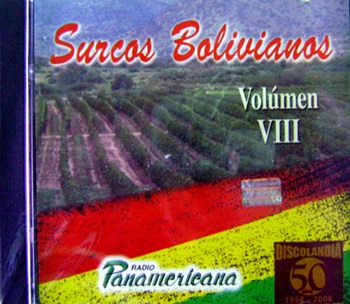 Surcos Bolivianos
Volúmen
VIII
RADIO
Panamericana
DISCOLANDIA
50